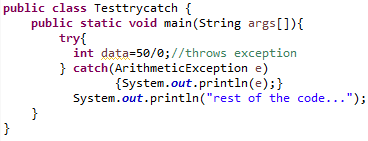 public class Testtrycatch {
    public static void main(String args[]){
        try{
          int data=50/0;//throws exception
        } catch(ArithmeticException e)
                {System.out.println(e);}
          System.out.println("rest of the code...");
    }
}